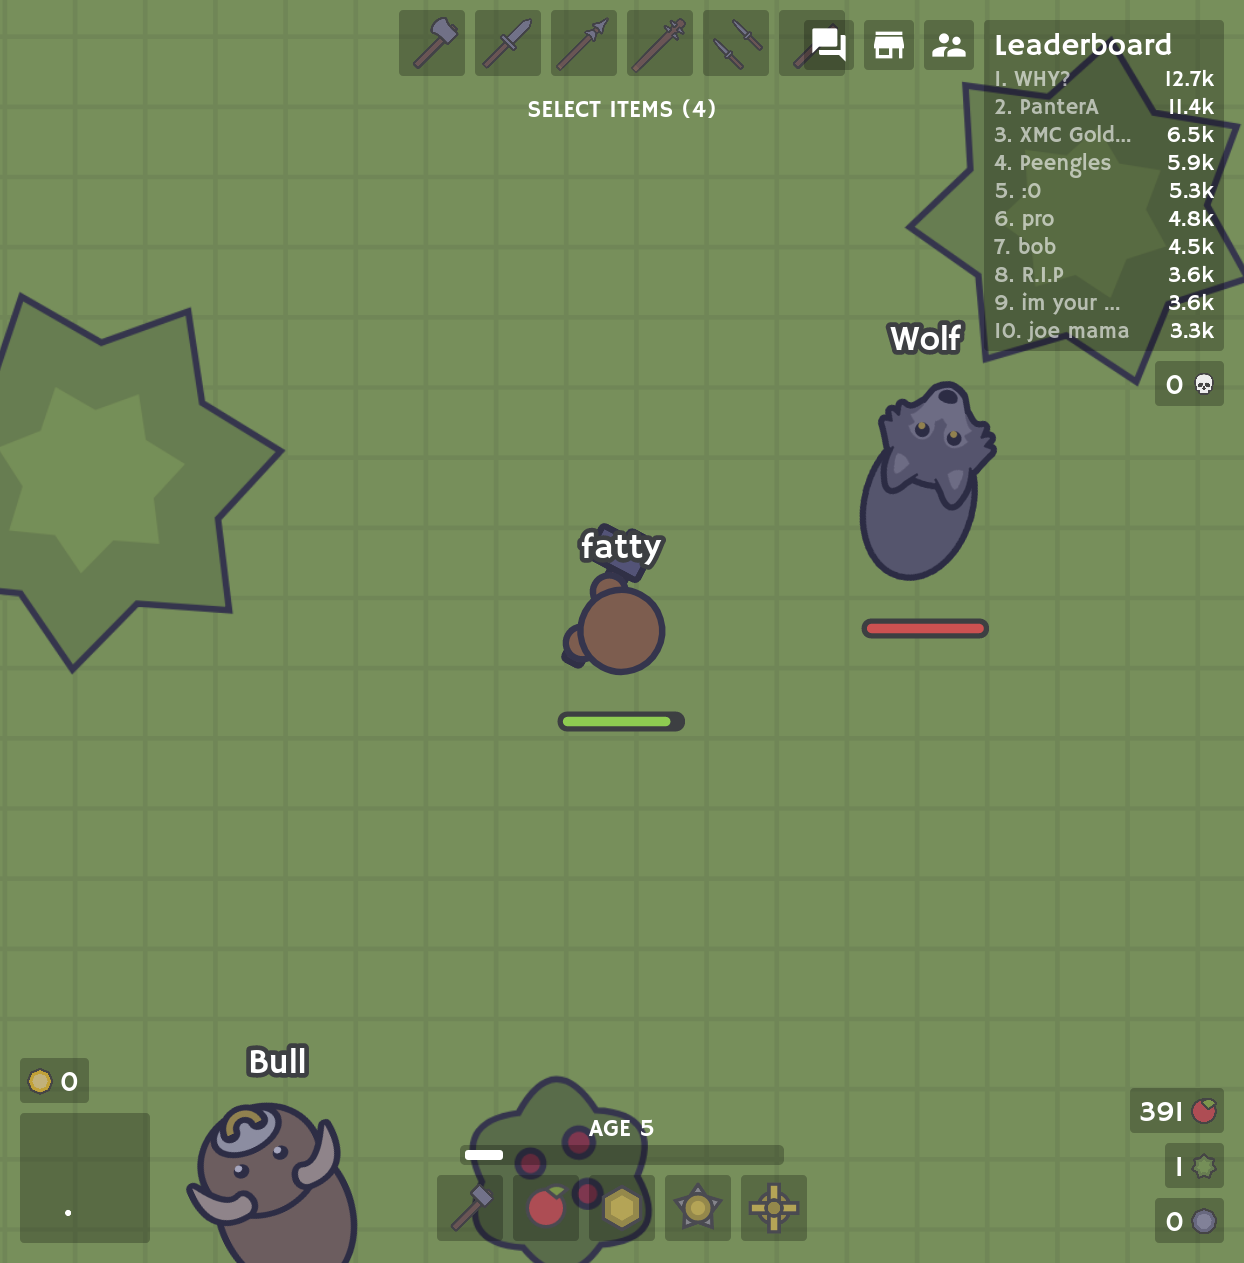 SELECT ITEMS (4)
Leaderboard
1. WHY? 12.7k
2. PanterA 11.4k
3. XMC Gold... 6.5k
4. Peengles 5.9k
5. :0 5.3k
6. pro 4.8k
7. bob 4.5k
8. R.I.P 3.6k
9. im your ... 3.6k
10. joe mama 3.3k
0
Wolf
fatty
Bull
0
AGE 5
391
1
0